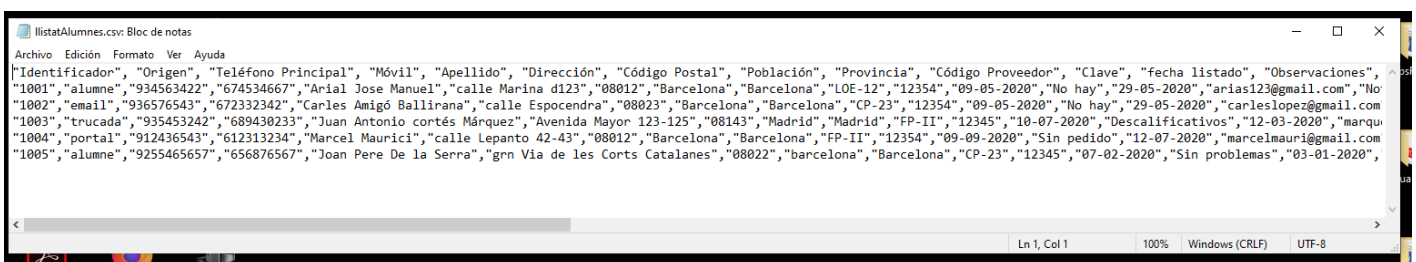 llistatAlumnes.csv: Bloc de notas
Archivo Edición Formato Ver Ayuda
"Identificador", "Origen", "Teléfono Principal", "Móvil", "Apellido", "Dirección", "Código Postal", "Población", "Provincia", "Código Proveedor", "Clave", "fecha listado", "Observaciones",
"1001","alumne","934563422","674534667","Arial Jose Manuel","calle Marina d123","08012","Barcelona","Barcelona","LOE-12","12354","09-05-2020","No hay","29-05-2020","arias123@gmail.com","No
"1002","email","936576543","672332342","Carles Amigó Ballirana","calle Espocendra","08023","Barcelona","Barcelona","CP-23","12354","09-05-2020","No hay","29-05-2020","carleslopez@gmail.com
"1003","trucada","935453242","689430233","Juan Antonio cortés Márquez","Avenida Mayor 123-125","08143","Madrid","Madrid","FP-II","12345","10-07-2020","Descalificativos","12-03-2020","marqu
"1004","portal","912436543","612313234","Marcel Maurici","calle Lepanto 42-43","08012","Barcelona","Barcelona","FP-II","12354","09-09-2020","Sin pedido","12-07-2020","marcelmauri@gmail.com
"1005","alumne","9255465657","656876567","Joan Pere De la Serra","grn Via de les Corts Catalanes","08022","barcelona","Barcelona","CP-23","12345","07-02-2020","Sin problemas","03-01-2020",
Ln 1, Col 1 100% Windows (CRLF) UTF-8